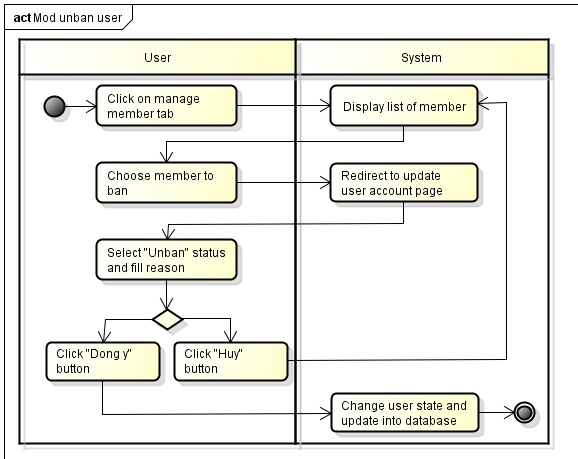 act Mod unban user
User
System
Click on manage
member tab
Display list of member
Choose member to
ban
Redirect to update
user account page
Select "Unban" status
and fill reason
Click "Dong y"
button
Click "Huy"
button
Change user state and
update into database